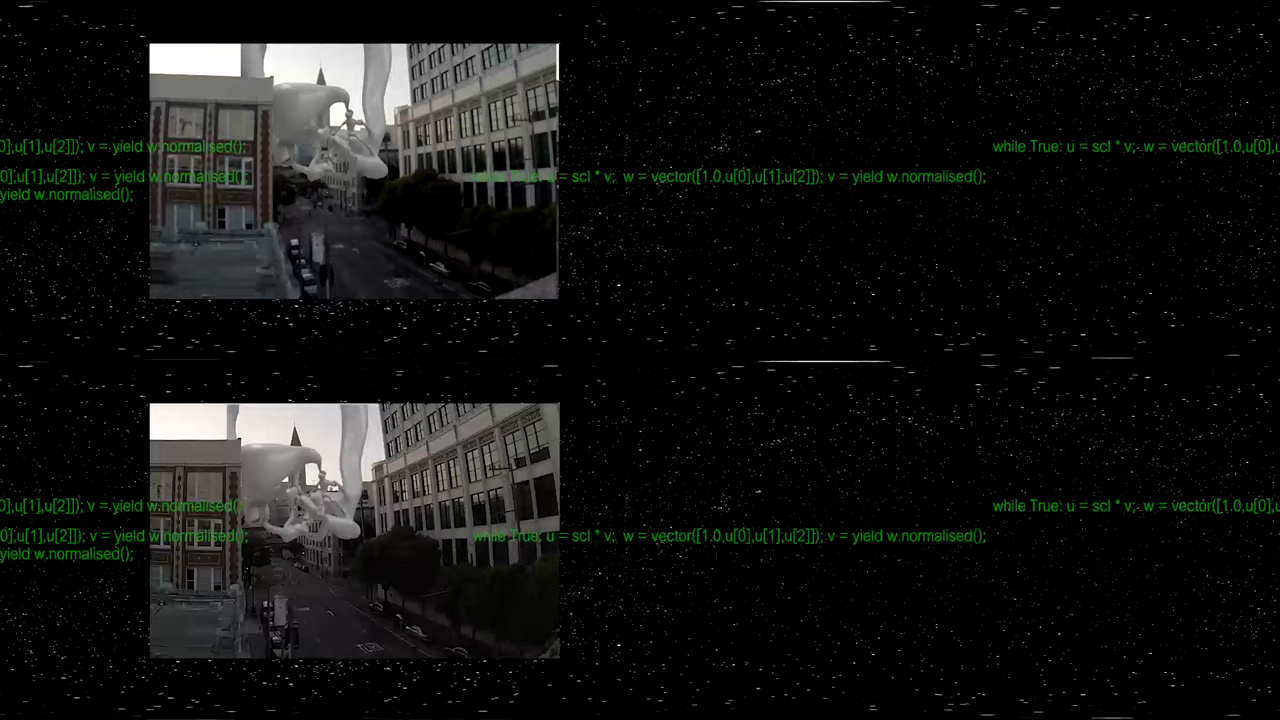 0],u[1],u[2]]); v = yield w.normalised();
while True: u = scl * v; w = vector([1.0,u[0],u
0],u[1],u[2]]); v = yield w.normalised();
while True: u = scl * v; w = vector([1.0,u[0],u[1],u[2]]); v = yield w.normalised();
yield w.normalised();
0],u[1],u[2]]); v = yield w.normalised();
while True: u = scl * v; w = vector([1.0,u[0],u
0],u[1],u[2]]); v = yield w.normalised();
while True: u = scl * v; w = vector([1.0,u[0],u[1],u[2]]); v = yield w.normalised();
yield w.normalised();